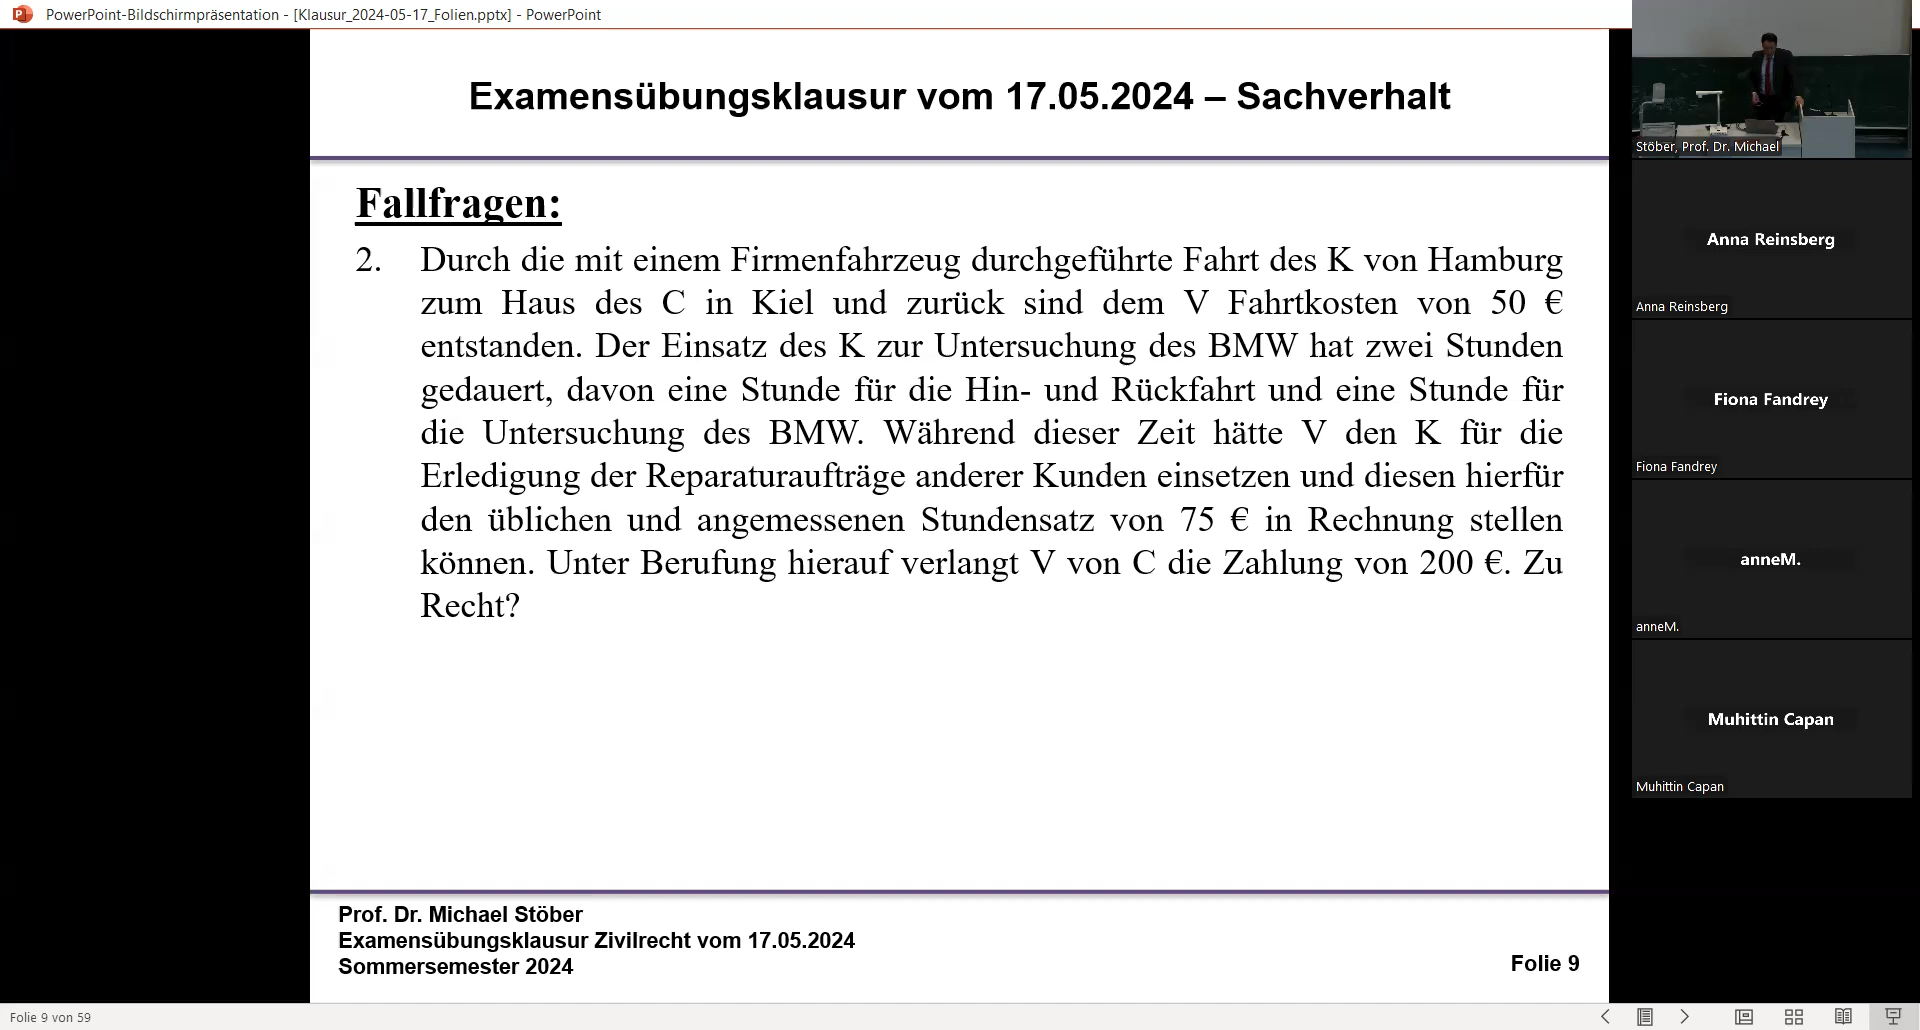 PowerPoint-Bildschirmpräsentation - [Klausur_2024-05-17_Folien.pptx] - PowerPoint
Examensübungsklausur vom 17.05.2024 – Sachverhalt
Fallfragen:
2. Durch die mit einem Firmenfahrzeug durchgeführte Fahrt des K von Hamburg
zum Haus des C in Kiel und zurück sind dem V Fahrtkosten von 50 €
entstanden. Der Einsatz des K zur Untersuchung des BMW hat zwei Stunden
gedauert, davon eine Stunde für die Hin- und Rückfahrt und eine Stunde für
die Untersuchung des BMW. Während dieser Zeit hätte V den K für die
Erledigung der Reparaturaufträge anderer Kunden einsetzen und diesen hierfür
den üblichen und angemessenen Stundensatz von 75 € in Rechnung stellen
können. Unter Berufung hierauf verlangt V von C die Zahlung von 200 €. Zu
Recht?
Prof. Dr. Michael Stöber
Examensübungsklausur Zivilrecht vom 17.05.2024
Sommersemester 2024
Folie 9
Stöber, Prof. Dr. Michael
Anna Reinsberg
Anna Reinsberg
Fiona Fandrey
Fiona Fandrey
anneM.
anneM.
Muhittin Capan
Muhittin Capan
Folie 9 von 59